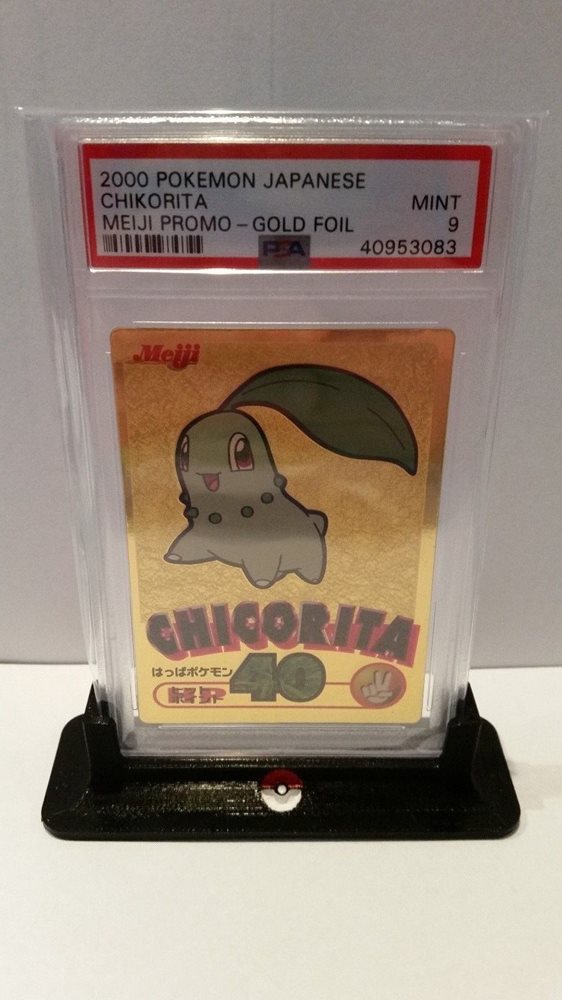 2000 POKEMON JAPANESE
CHIKORITA MINT
MEIJI PROMO – GOLD FOIL 9
PSA 40953083
Meiji
CHICORITA
はっぱポケモン 40